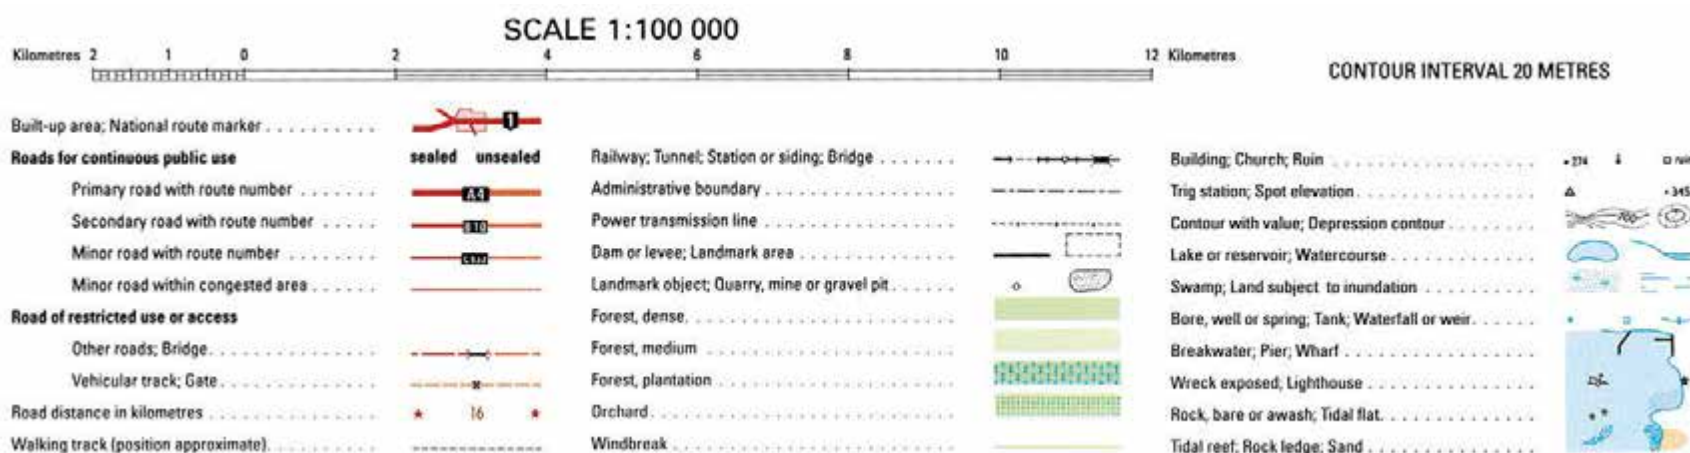 SCALE 1:100 000
Kilometres 2 1 0 2 4 6 8 10 12 Kilometres
CONTOUR INTERVAL 20 METRES
Built-up area; National route marker
1
Roads for continuous public use
sealed unsealed
Primary road with route number
A4
Secondary road with route number
B10
Minor road with route number
Minor road within congested area
Road of restricted use or access
Other roads; Bridge
Vehicular track; Gate
Road distance in kilometres
16
Walking track (position approximate)
Railway; Tunnel; Station or siding; Bridge
Administrative boundary
Power transmission line
Dam or levee; Landmark area
Landmark object; Quarry, mine or gravel pit
Forest, dense
Forest, medium
Forest, plantation
Orchard
Windbreak
Building; Church; Ruin
274
Trig station; Spot elevation
345
Contour with value; Depression contour
Lake or reservoir; Watercourse
Swamp; Land subject to inundation
Bore, well or spring; Tank; Waterfall or weir
Breakwater; Pier; Wharf
Wreck exposed; Lighthouse
Rock, bare or awash; Tidal flat
Tidal reef; Rock ledge; Sand